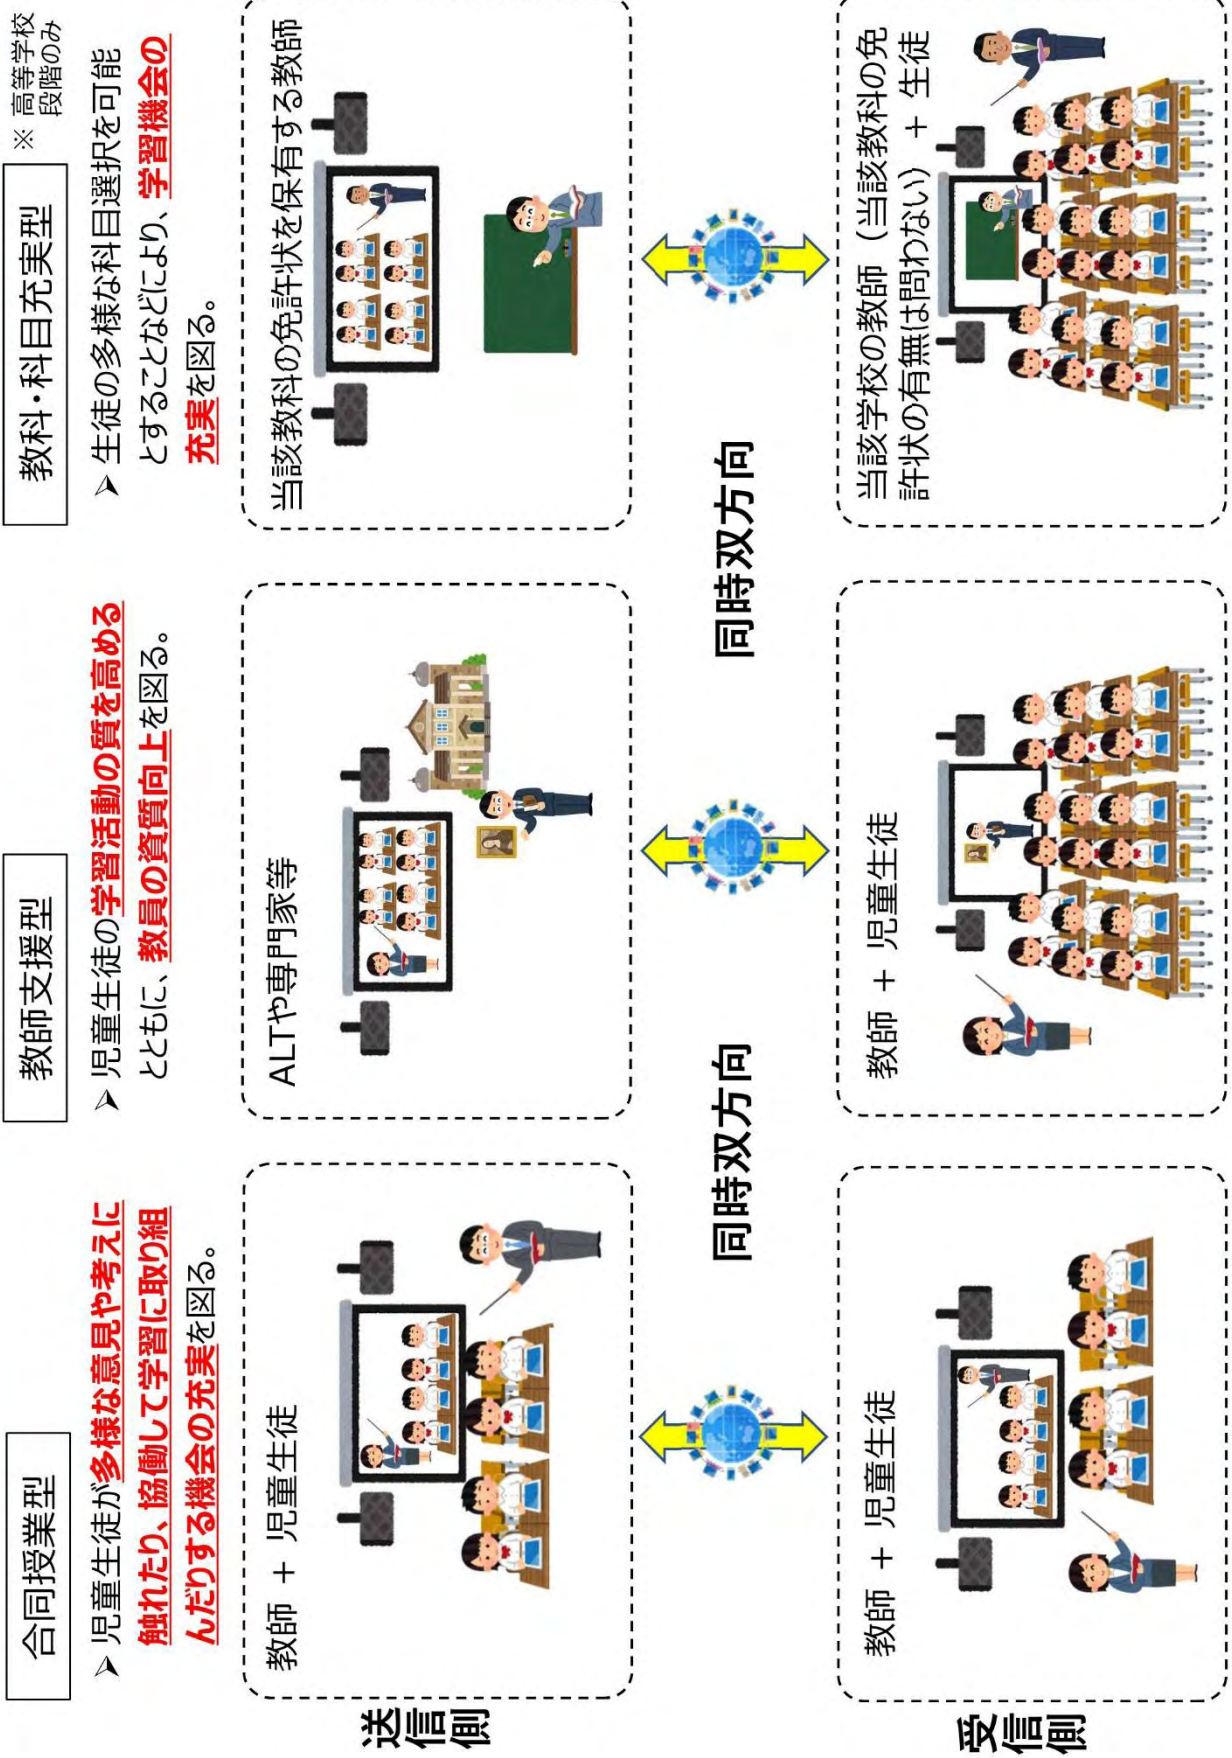 合同授業型
➢ 児童生徒が多様な意見や考えに
触れたり、協働して学習に取り組
んだりする機会の充実を図る。
教師支援型
➢ 児童生徒の学習活動の質を高める
とともに、教員の資質向上を図る。
教科・科目充実型
※ 高等学校
段階のみ
➢ 生徒の多様な科目選択を可能
とすることなどにより、学習機会の
充実を図る。
送信側
教師 + 児童生徒
ALTや専門家等
当該教科の免許状を保有する教師
同時双方向
同時双方向
受信側
教師 + 児童生徒
教師 + 児童生徒
当該学校の教師（当該教科の免
許状の有無は問わない） + 生徒